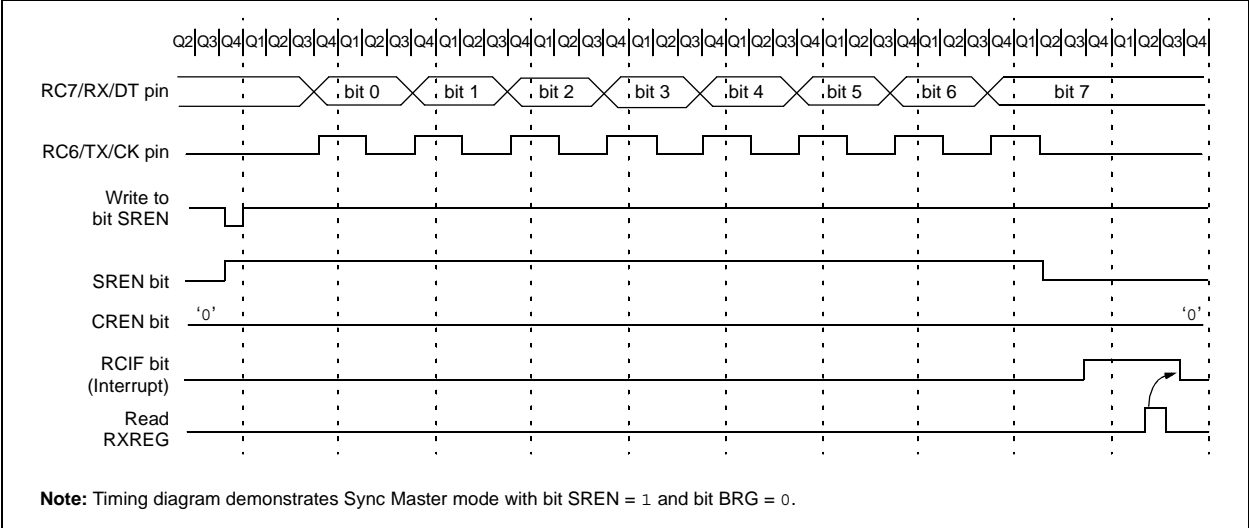 Q2 Q3 Q4 Q1 Q2 Q3 Q4 Q1 Q2 Q3 Q4 Q1 Q2 Q3 Q4 Q1 Q2 Q3 Q4 Q1 Q2 Q3 Q4 Q1 Q2 Q3 Q4 Q1 Q2 Q3 Q4 Q1 Q2 Q3 Q4 Q1 Q2 Q3 Q4 Q1 Q2 Q3 Q4
RC7/RX/DT pin bit 0 bit 1 bit 2 bit 3 bit 4 bit 5 bit 6 bit 7
RC6/TX/CK pin
Write to
bit SREN
SREN bit
CREN bit ‘0’ ‘0’
RCIF bit
(Interrupt)
Read
RXREG
Note: Timing diagram demonstrates Sync Master mode with bit SREN = 1 and bit BRG = 0.